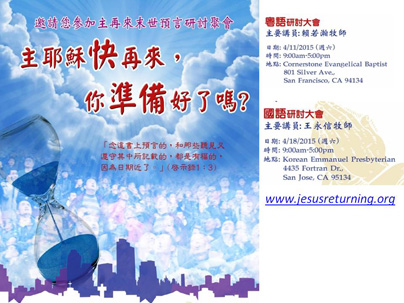 邀請您參加主再來末世預言研討聚會
主耶穌快再來，
你準備好了嗎?
「念這書上預言的，和那些聽見又
遵守其中所記載的，都是有福的，
因為日期近了。」(啓示錄1：3)
粵語研討大會
主要講員:賴若瀚牧師
日期: 4/11/2015 (週六)
時間: 9:00am-5:00pm
地點: Cornerstone Evangelical Baptist
801 Silver Ave,,
San Francisco, CA 94134
國語研討大會
主要講員:王永信牧師
日期: 4/18/2015 (週六)
時間: 9:00am-5:00pm
地點: Korean Emmanuel Presbyterian
4435 Fortran Dr,,
San Jose, CA 95134
www.jesusreturning.org